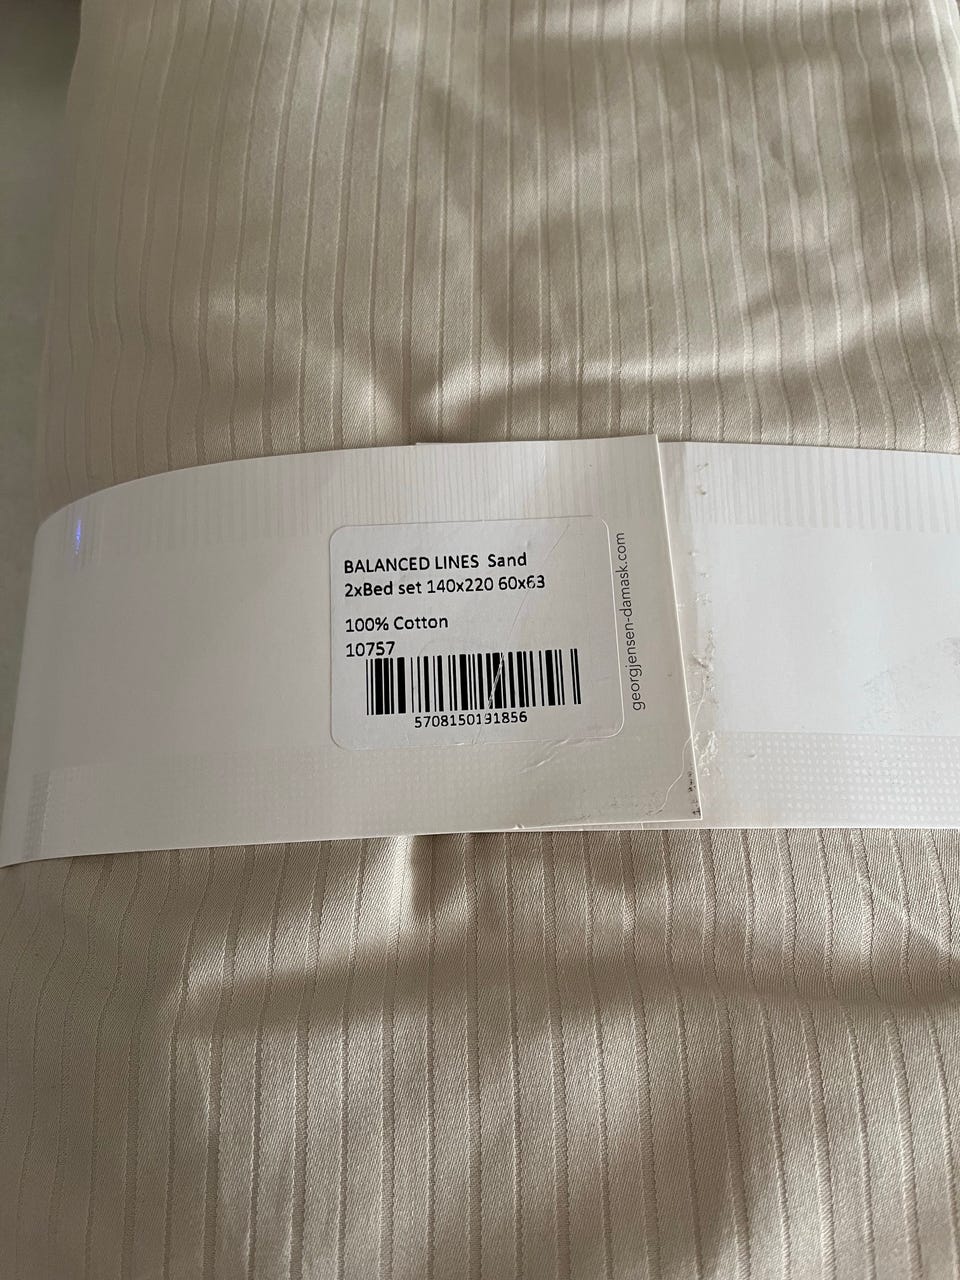 BALANCED LINES Sand
2xBed set 140x220 60x63
100% Cotton
10757
5708150191856
georgjensen-damask.com